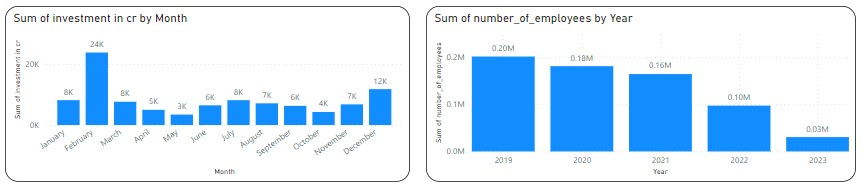 Sum of investment in cr by Month
Sum of investment in cr
20K
0K
8K
24K
8K
5K
3K
6K
8K
7K
6K
4K
7K
12K
January
February
March
April
May
June
July
August
September
October
November
December
Month
Sum of number_of_employees by Year
Sum of number_of_employees
0.2M
0.1M
0.0M
0.20M
0.18M
0.16M
0.10M
0.03M
2019
2020
2021
2022
2023
Year